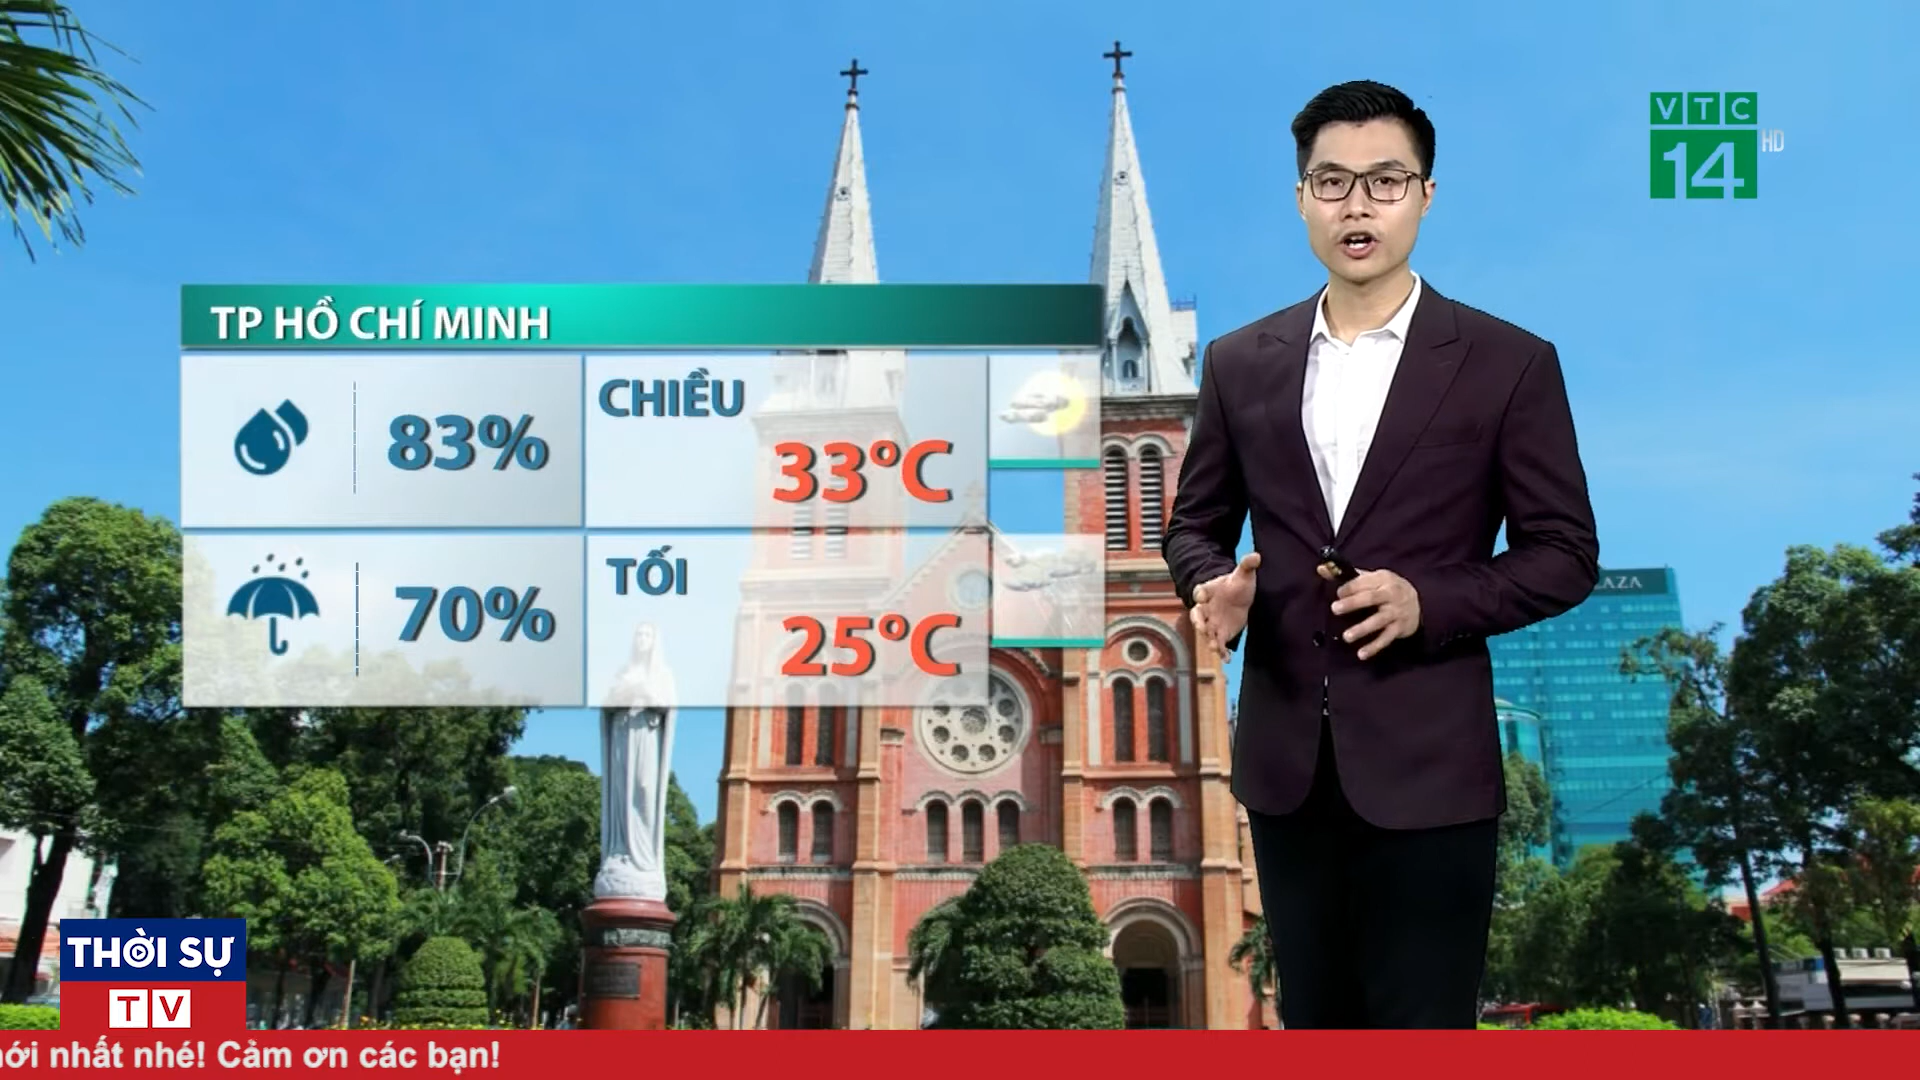 VTC
14 HD
TP HỒ CHÍ MINH
83%
CHIỀU
33°C
70%
TỐI
25°C
AZA
THỜI SỰ
TV
ới nhất nhé! Cảm ơn các bạn!